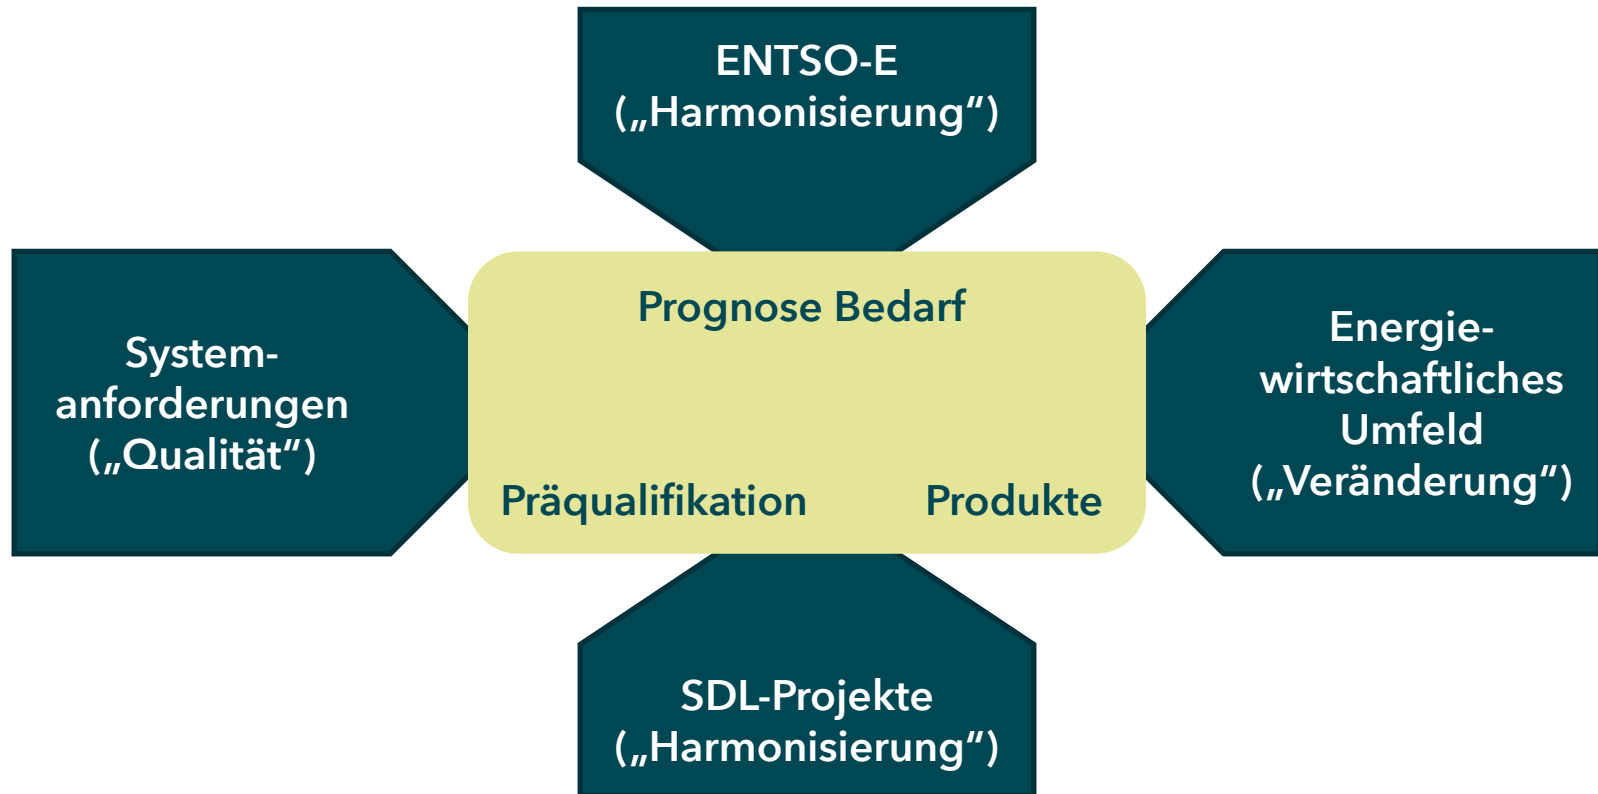 ENTSO-E
(„Harmonisierung“)
Prognose Bedarf
System-
anforderungen
(„Qualität“)
Energie-
wirtschaftliches
Umfeld
(„Veränderung“)
Präqualifikation
Produkte
SDL-Projekte
(„Harmonisierung“)